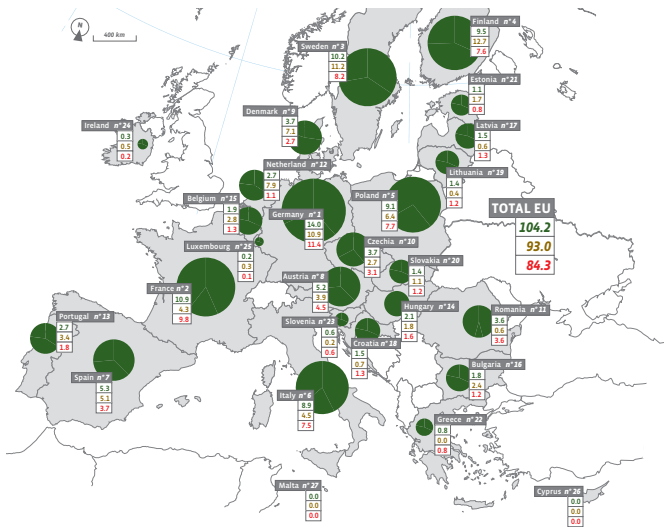 N
400 km
Finland n°4
9.5
12.7
7.6
Sweden n°3
10.2
11.2
8.2
Estonia n°21
1.1
1.7
0.8
Denmark n°9
3.7
7.1
2.7
Ireland n°24
0.3
0.5
0.2
Latvia n°17
1.5
0.6
1.3
Netherland n°12
2.7
7.9
1.1
Lithuania n°19
1.4
0.4
1.2
Belgium n°15
1.9
2.8
1.3
Poland n°5
9.1
6.4
7.7
TOTAL EU
104.2
93.0
84.3
Germany n°1
14.0
10.9
11.4
Czechia n°10
3.7
2.7
3.1
Luxembourg n°25
0.2
0.3
0.1
Slovakia n°20
1.4
1.1
1.2
Austria n°8
5.2
3.9
4.5
France n°2
10.9
4.3
9.8
Hungary n°14
2.1
1.8
1.6
Romania n°11
3.6
0.6
3.6
Portugal n°13
2.7
3.4
1.8
Slovenia n°23
0.6
0.2
0.6
Croatia n°18
1.5
0.7
1.3
Bulgaria n°16
1.8
2.4
1.2
Spain n°7
5.3
5.1
3.7
Italy n°6
8.9
4.5
7.5
Greece n°22
0.8
0.0
0.8
Malta n°27
0.0
0.0
0.0
Cyprus n°26
0.0
0.0
0.0